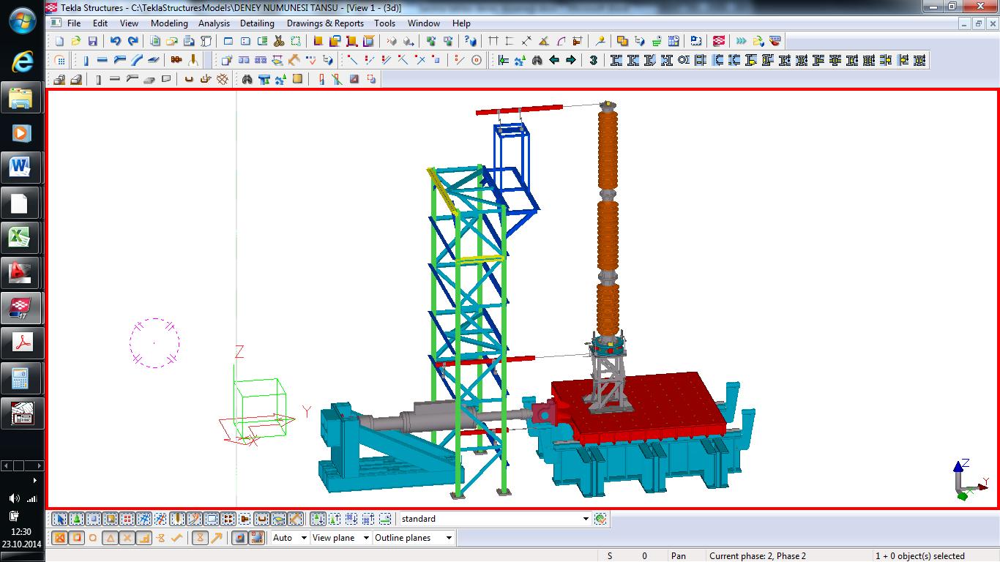 Tekla Structures - C:\TeklaStructuresModels\DENEY NUMUNESI TANSU - [View 1 - (3d)]
File Edit View Modeling Analysis Detailing Drawings & Reports Tools Window Help
3
Z
Y
X
Z
Y
47
12:30
23.10.2014
standard
Auto View plane Outline planes
S 0 Pan Current phase: 2, Phase 2 1 + 0 object(s) selected